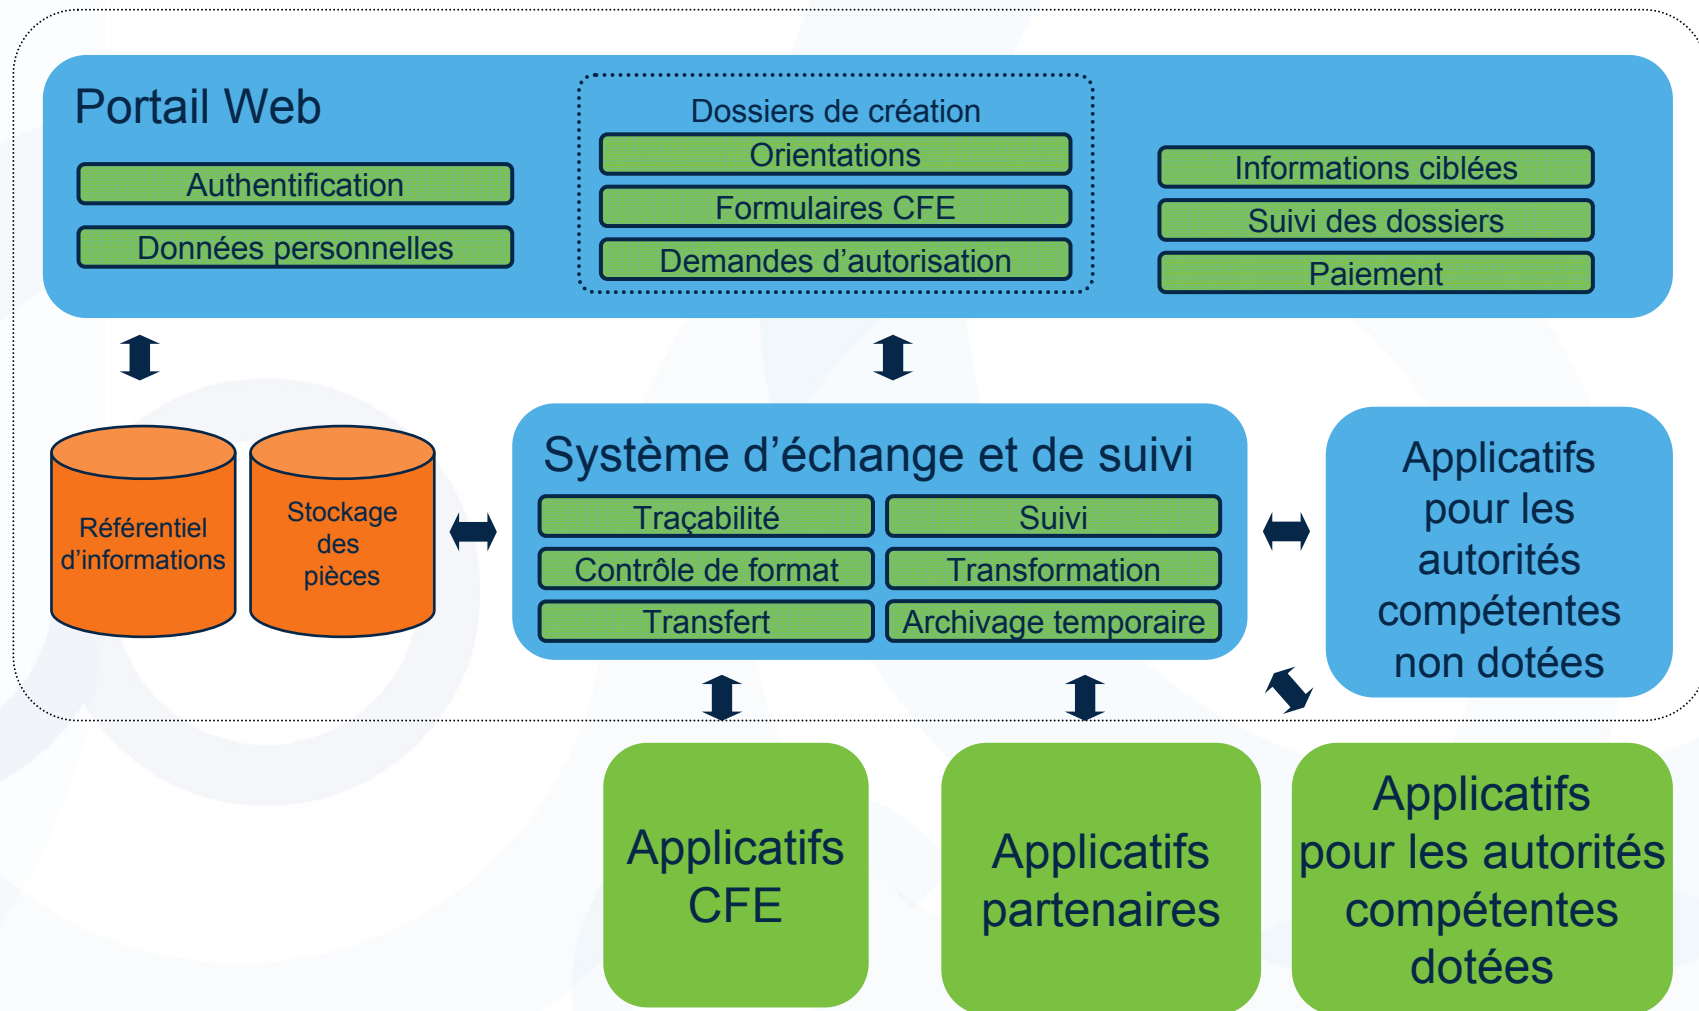 Portail Web
Authentification
Données personnelles
Dossiers de création
Orientations
Formulaires CFE
Demandes d’autorisation
Informations ciblées
Suivi des dossiers
Paiement
Référentiel
d’informations
Stockage
des
pièces
Système d’échange et de suivi
Traçabilité
Suivi
Contrôle de format
Transformation
Transfert
Archivage temporaire
Applicatifs
pour les
autorités
compétentes
non dotées
Applicatifs
CFE
Applicatifs
partenaires
Applicatifs
pour les autorités
compétentes
dotées